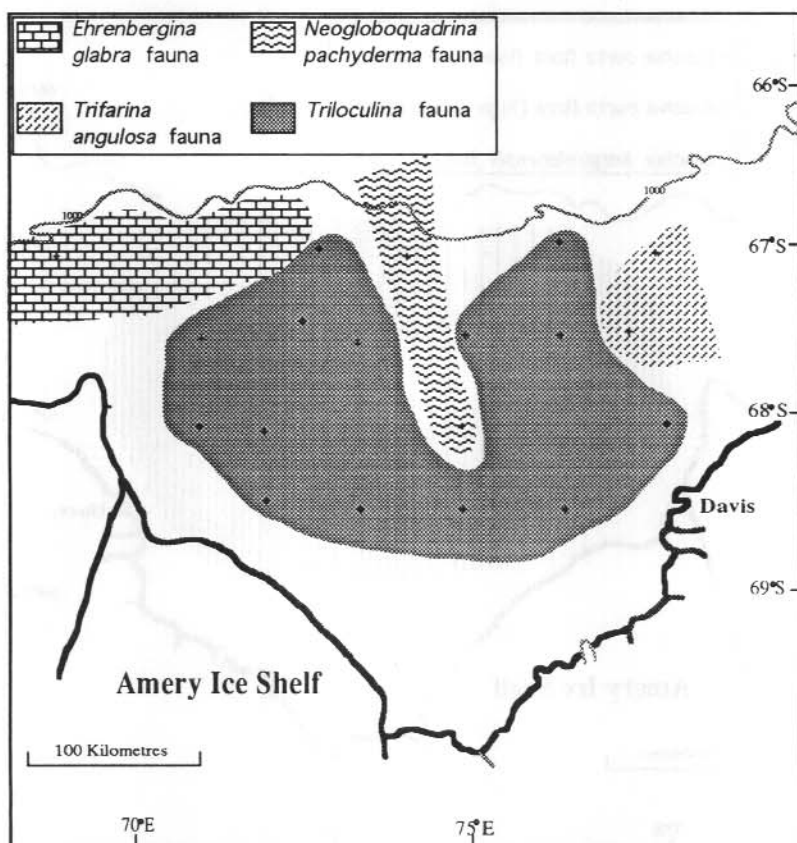 Ehrenbergina
glabra fauna
Neogloboquadrina
pachyderma fauna
Trifarina
angulosa fauna
Triloculina fauna
66°S
1000
1000
67°S
68°S
Davis
69°S
Amery Ice Shelf
100 Kilometres
70°E
75°E